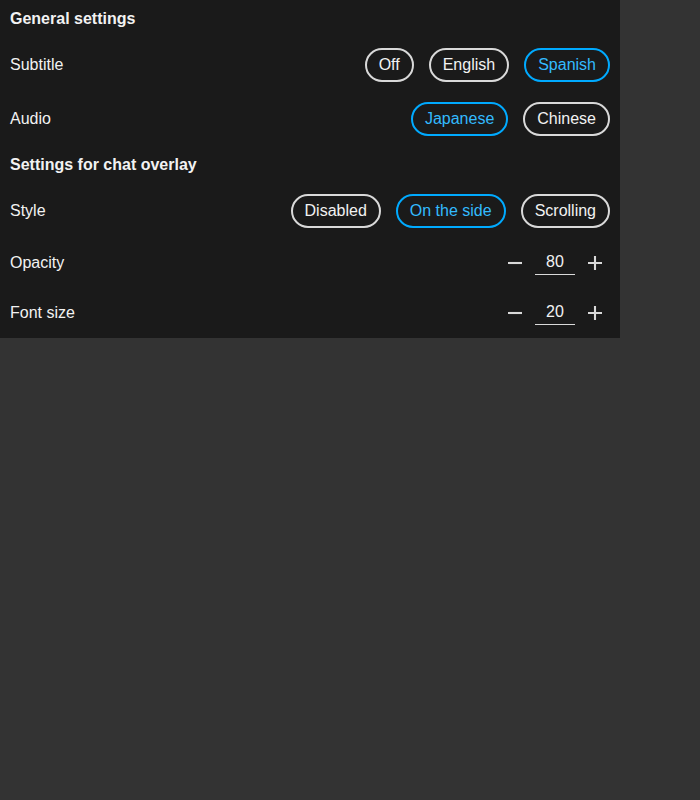 General settings
Subtitle Off English Spanish
Audio Japanese Chinese
Settings for chat overlay
Style Disabled On the side Scrolling
Opacity 80
Font size 20